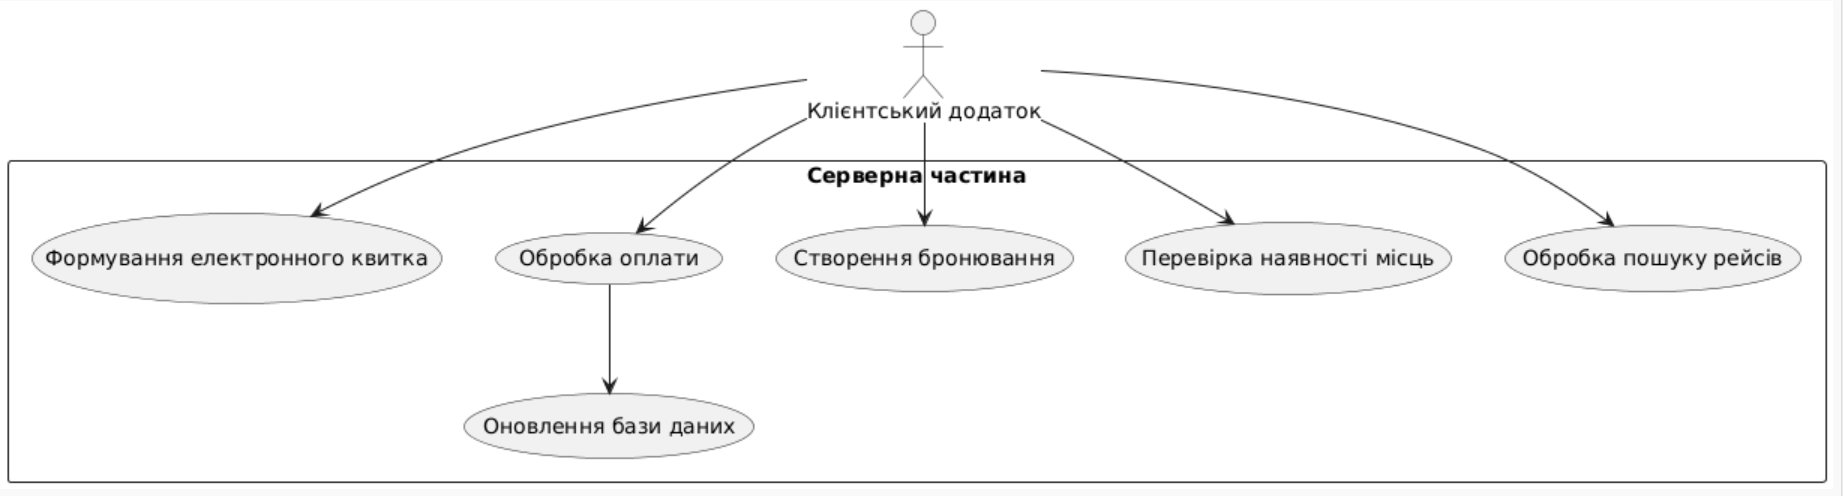 Клієнтський додаток
Серверна частина
Формування електронного квитка
Обробка оплати
Створення бронювання
Перевірка наявності місць
Обробка пошуку рейсів
Оновлення бази даних